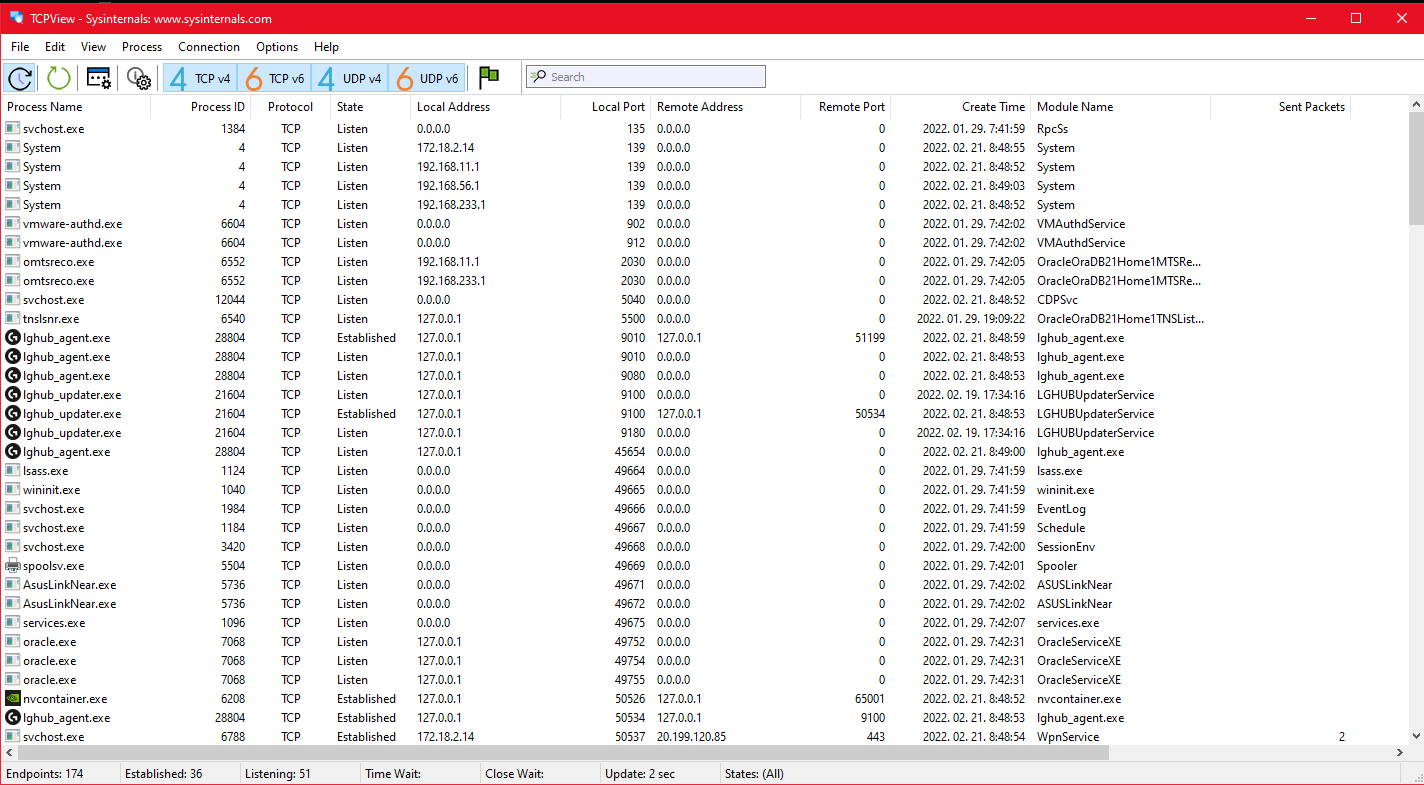 TCPView - Sysinternals: www.sysinternals.com
File Edit View Process Connection Options Help
4 TCP v4 6 TCP v6 4 UDP v4 6 UDP v6 Search
Process Name Process ID Protocol State Local Address Local Port Remote Address Remote Port Create Time Module Name Sent Packets
svchost.exe 1384 TCP Listen 0.0.0.0 135 0.0.0.0 0 2022. 01. 29. 7:41:59 RpcSs
System 4 TCP Listen 172.18.2.14 139 0.0.0.0 0 2022. 02. 21. 8:48:55 System
System 4 TCP Listen 192.168.11.1 139 0.0.0.0 0 2022. 02. 21. 8:48:52 System
System 4 TCP Listen 192.168.56.1 139 0.0.0.0 0 2022. 02. 21. 8:49:03 System
System 4 TCP Listen 192.168.233.1 139 0.0.0.0 0 2022. 02. 21. 8:48:52 System
vmware-authd.exe 6604 TCP Listen 0.0.0.0 902 0.0.0.0 0 2022. 01. 29. 7:42:02 VMAuthdService
vmware-authd.exe 6604 TCP Listen 0.0.0.0 912 0.0.0.0 0 2022. 01. 29. 7:42:02 VMAuthdService
omtsreco.exe 6552 TCP Listen 192.168.11.1 2030 0.0.0.0 0 2022. 01. 29. 7:42:05 OracleOraDB21Home1MTSRe...
omtsreco.exe 6552 TCP Listen 192.168.233.1 2030 0.0.0.0 0 2022. 01. 29. 7:42:05 OracleOraDB21Home1MTSRe...
svchost.exe 12044 TCP Listen 0.0.0.0 5040 0.0.0.0 0 2022. 02. 21. 8:48:52 CDPSvc
tnslsnr.exe 6540 TCP Listen 127.0.0.1 5500 0.0.0.0 0 2022. 01. 29. 19:09:22 OracleOraDB21Home1TNSList...
lghub_agent.exe 28804 TCP Established 127.0.0.1 9010 127.0.0.1 51199 2022. 02. 21. 8:48:59 lghub_agent.exe
lghub_agent.exe 28804 TCP Listen 127.0.0.1 9010 0.0.0.0 0 2022. 02. 21. 8:48:53 lghub_agent.exe
lghub_agent.exe 28804 TCP Listen 127.0.0.1 9080 0.0.0.0 0 2022. 02. 21. 8:48:53 lghub_agent.exe
lghub_updater.exe 21604 TCP Listen 127.0.0.1 9100 0.0.0.0 0 2022. 02. 19. 17:34:16 LGHUBUpdaterService
lghub_updater.exe 21604 TCP Established 127.0.0.1 9100 127.0.0.1 50534 2022. 02. 21. 8:48:53 LGHUBUpdaterService
lghub_updater.exe 21604 TCP Listen 127.0.0.1 9180 0.0.0.0 0 2022. 02. 19. 17:34:16 LGHUBUpdaterService
lghub_agent.exe 28804 TCP Listen 127.0.0.1 45654 0.0.0.0 0 2022. 02. 21. 8:49:00 lghub_agent.exe
lsass.exe 1124 TCP Listen 0.0.0.0 49664 0.0.0.0 0 2022. 01. 29. 7:41:59 lsass.exe
wininit.exe 1040 TCP Listen 0.0.0.0 49665 0.0.0.0 0 2022. 01. 29. 7:41:59 wininit.exe
svchost.exe 1984 TCP Listen 0.0.0.0 49666 0.0.0.0 0 2022. 01. 29. 7:41:59 EventLog
svchost.exe 1184 TCP Listen 0.0.0.0 49667 0.0.0.0 0 2022. 01. 29. 7:41:59 Schedule
svchost.exe 3420 TCP Listen 0.0.0.0 49668 0.0.0.0 0 2022. 01. 29. 7:42:00 SessionEnv
spoolsv.exe 5504 TCP Listen 0.0.0.0 49669 0.0.0.0 0 2022. 01. 29. 7:42:01 Spooler
AsusLinkNear.exe 5736 TCP Listen 0.0.0.0 49671 0.0.0.0 0 2022. 01. 29. 7:42:02 ASUSLinkNear
AsusLinkNear.exe 5736 TCP Listen 0.0.0.0 49672 0.0.0.0 0 2022. 01. 29. 7:42:02 ASUSLinkNear
services.exe 1096 TCP Listen 0.0.0.0 49675 0.0.0.0 0 2022. 01. 29. 7:42:07 services.exe
oracle.exe 7068 TCP Listen 127.0.0.1 49752 0.0.0.0 0 2022. 01. 29. 7:42:31 OracleServiceXE
oracle.exe 7068 TCP Listen 127.0.0.1 49754 0.0.0.0 0 2022. 01. 29. 7:42:31 OracleServiceXE
oracle.exe 7068 TCP Listen 127.0.0.1 49755 0.0.0.0 0 2022. 01. 29. 7:42:31 OracleServiceXE
nvcontainer.exe 6208 TCP Established 127.0.0.1 50526 127.0.0.1 65001 2022. 02. 21. 8:48:52 nvcontainer.exe
lghub_agent.exe 28804 TCP Established 127.0.0.1 50534 127.0.0.1 9100 2022. 02. 21. 8:48:53 lghub_agent.exe
svchost.exe 6788 TCP Established 172.18.2.14 50537 20.199.120.85 443 2022. 02. 21. 8:48:54 WpnService 2
Endpoints: 174 Established: 36 Listening: 51 Time Wait: Close Wait: Update: 2 sec States: (All)